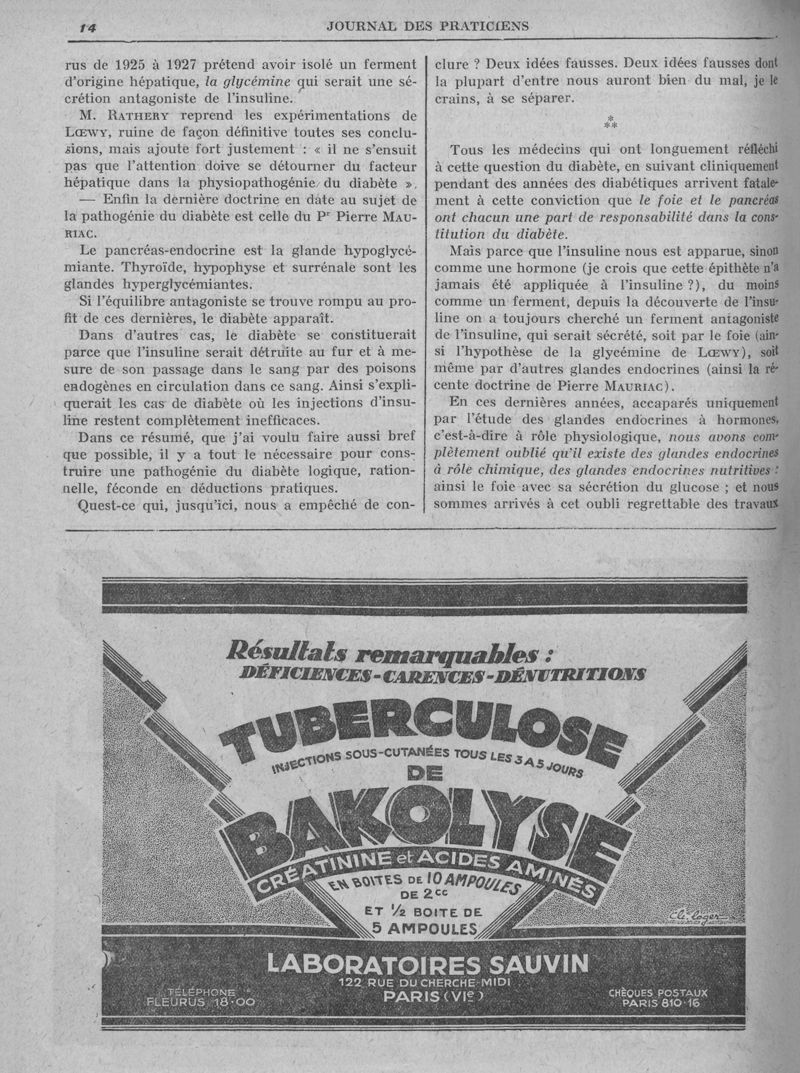 14
JOURNAL DES PRATICIENS
rus de 1925 à 1927 prétend avoir isolé un ferment
d'origine hépatique, la glycémine qui serait une sé-
crétion antagoniste de l'insuline.
M. RATHERY reprend les expérimentations de
LŒWY, ruine de façon définitive toutes ses conclu-
sions, mais ajoute fort justement : « il ne s'ensuit
pas que l'attention doive se détourner du facteur
hépatique dans la physiopathogénie du diabète ».
— Enfin la dernière doctrine en date au sujet de
la pathogénie du diabète est celle du Pr Pierre MAU-
RIAC.
Le pancréas-endocrine est la glande hypoglycé-
miante. Thyroïde, hypophyse et surrénale sont les
glandes hyperglycémiantes.
Si l'équilibre antagoniste se trouve rompu au pro-
fit de ces dernières, le diabète apparaît.
Dans d'autres cas, le diabète se constituerait
parce que l'insuline serait détruite au fur et à me-
sure de son passage dans le sang par des poisons
endogènes en circulation dans ce sang. Ainsi s'expli-
querait les cas de diabète où les injections d'insu-
line restent complètement inefficaces.
Dans ce résumé, que j'ai voulu faire aussi bref
que possible, il y a tout le nécessaire pour cons-
truire une pathogénie du diabète logique, ration-
nelle, féconde en déductions pratiques.
Quest-ce qui, jusqu'ici, nous a empêché de con-
clure ? Deux idées fausses. Deux idées fausses dont
la plupart d'entre nous auront bien du mal, je le
crains, à se séparer.
*
**
Tous les médecins qui ont longuement réfléchi
à cette question du diabète, en suivant cliniquement
pendant des années des diabétiques arrivent fatale-
ment à cette conviction que le foie et le pancréas
ont chacun une part de responsabilité dans la cons-
titution du diabète.
Mais parce que l'insuline nous est apparue, sinon
comme une hormone (je crois que cette épithète n'a
jamais été appliquée à l'insuline ?), du moins
comme un ferment, depuis la découverte de l'insu-
line on a toujours cherché un ferment antagoniste
de l'insuline, qui serait sécrété, soit par le foie (ain-
si l'hypothèse de la glycémine de LŒWY), soit
même par d'autres glandes endocrines (ainsi la ré-
cente doctrine de Pierre MAURIAC).
En ces dernières années, accaparés uniquement
par l'étude des glandes endocrines à hormones,
c'est-à-dire à rôle physiologique, nous avons com-
plètement oublié qu'il existe des glandes endocrines
à rôle chimique, des glandes endocrines nutritives :
ainsi le foie avec sa sécrétion du glucose ; et nous
sommes arrivés à cet oubli regrettable des travaux
Résultats remarquables :
DÉFICIENCES - CARENCES - DÉNUTRITIONS
TUBERCULOSE
INJECTIONS SOUS-CUTANÉES TOUS LES 3 A 5 JOURS
DE
BAKOLYSE
CRÉATININE et ACIDES AMINÉS
EN BOITES DE 10 AMPOULES
DE 2cc
ET 1/2 BOITE DE
5 AMPOULES
Cl. Léger
LABORATOIRES SAUVIN
122 RUE DU CHERCHE-MIDI
PARIS (VIe)
TÉLÉPHONE
FLEURUS 18-00
CHÈQUES POSTAUX
PARIS 810-16